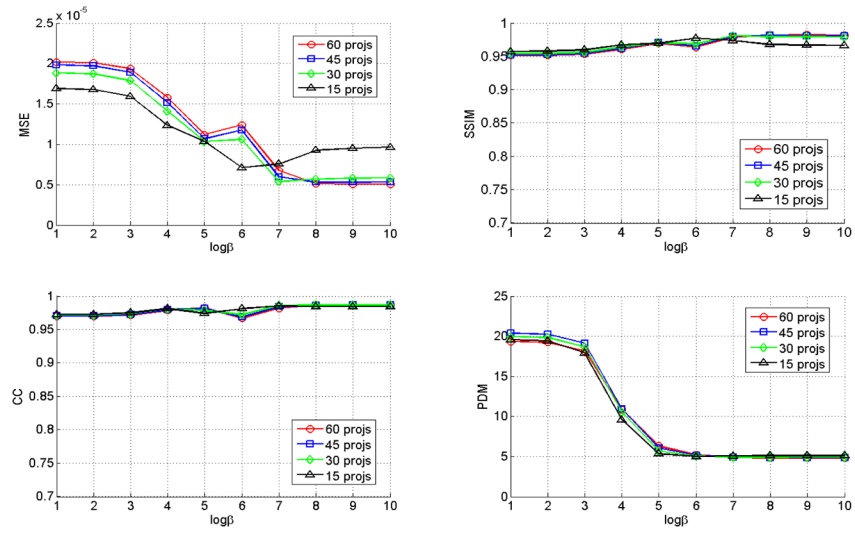 x 10^-5
2.5
2
1.5
1
0.5
0
MSE
60 projs
45 projs
30 projs
15 projs
1 2 3 4 5 6 7 8 9 10
logβ
1
0.95
0.9
0.85
0.8
0.75
0.7
SSIM
60 projs
45 projs
30 projs
15 projs
1 2 3 4 5 6 7 8 9 10
logβ
1
0.95
0.9
0.85
0.8
0.75
0.7
CC
60 projs
45 projs
30 projs
15 projs
1 2 3 4 5 6 7 8 9 10
logβ
25
20
15
10
5
0
PDM
60 projs
45 projs
30 projs
15 projs
1 2 3 4 5 6 7 8 9 10
logβ